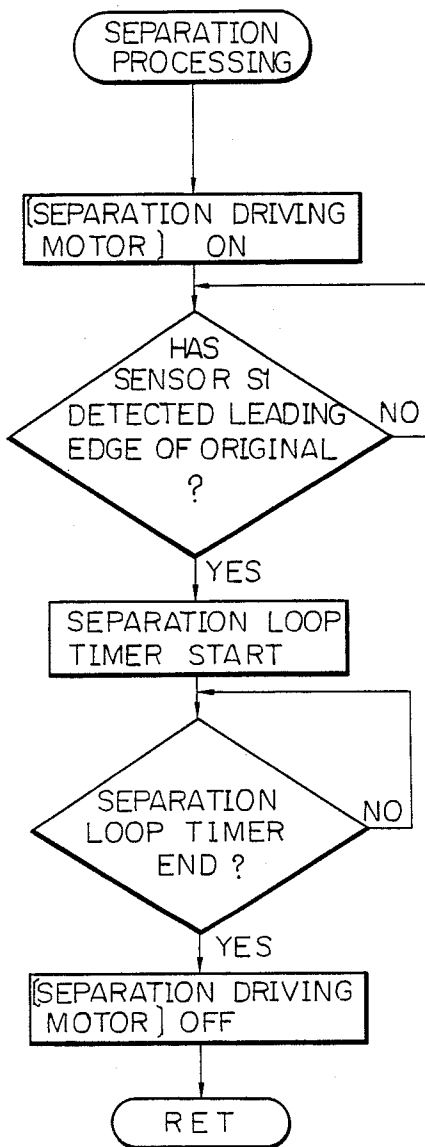 SEPARATION
PROCESSING
[SEPARATION DRIVING
MOTOR] ON
HAS
SENSOR S1
DETECTED LEADING
EDGE OF ORIGINAL
?
NO
YES
SEPARATION LOOP
TIMER START
SEPARATION
LOOP TIMER
END ?
NO
YES
[SEPARATION DRIVING
MOTOR] OFF
RET